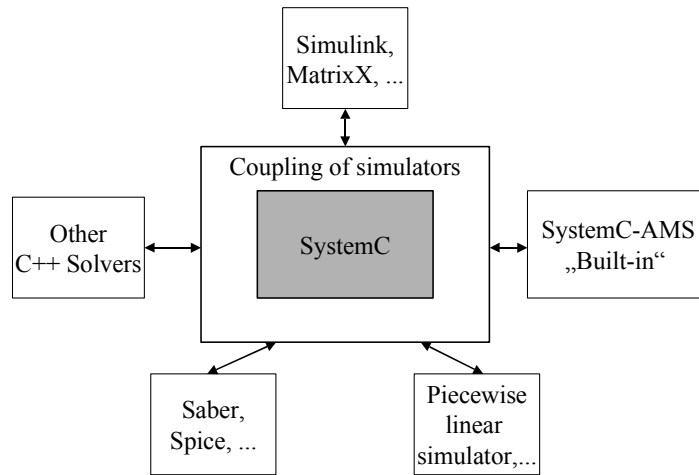 Simulink,
MatrixX, ...
Coupling of simulators
SystemC
Other
C++ Solvers
SystemC-AMS
„Built-in“
Saber,
Spice, ...
Piecewise
linear
simulator,...